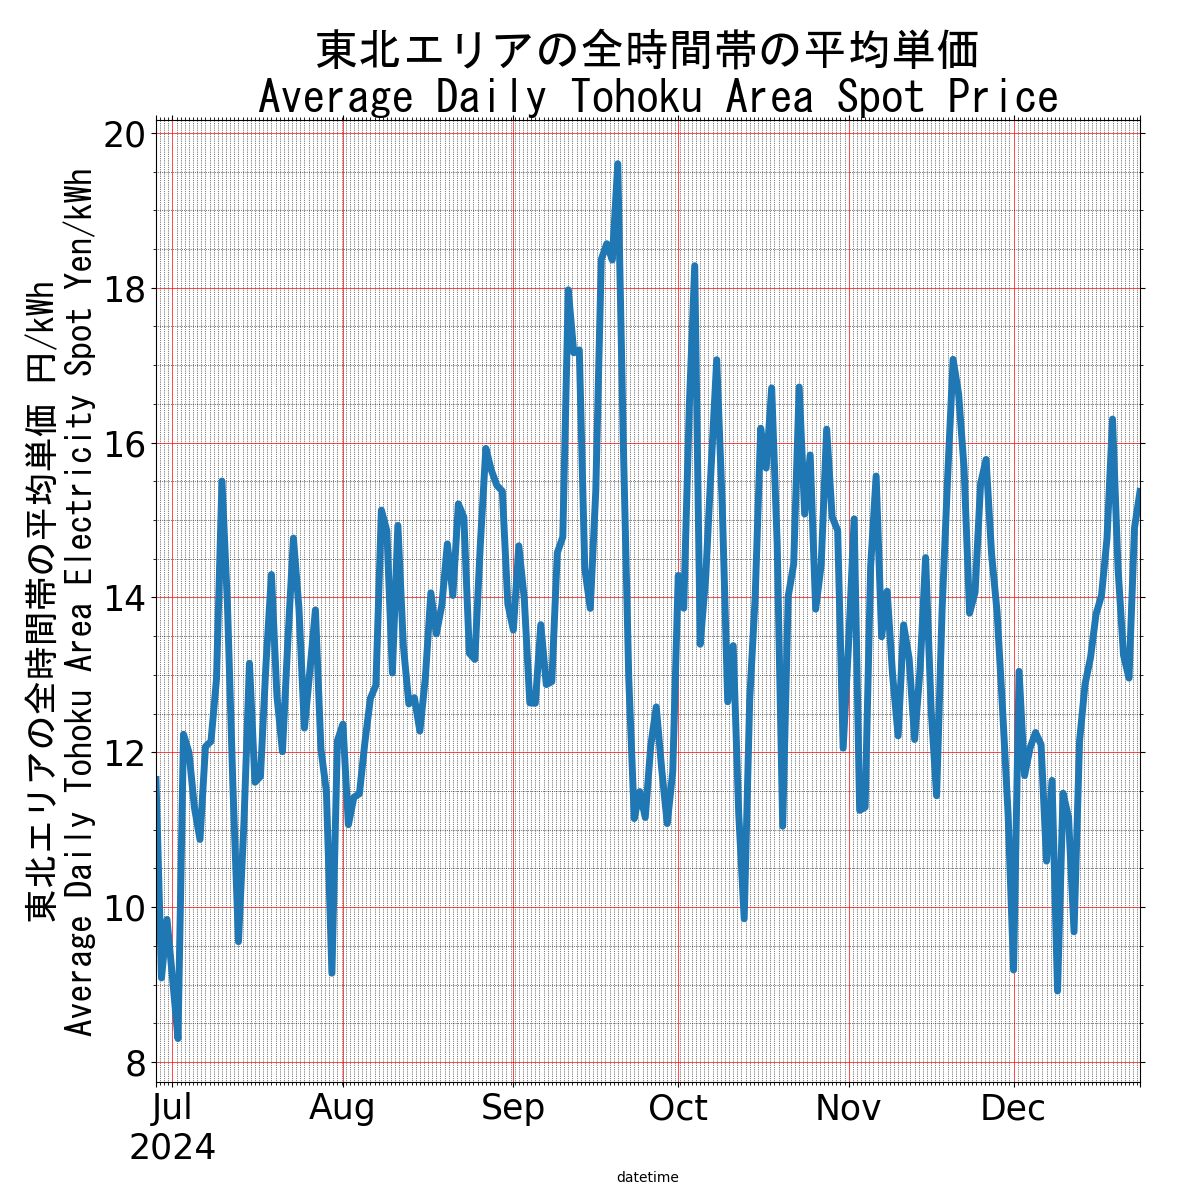 東北エリアの全時間帯の平均単価
Average Daily Tohoku Area Spot Price
東北エリアの全時間帯の平均単価 円/kWh
Average Daily Tohoku Area Electricity Spot Yen/kWh
20
18
16
14
12
10
8
Jul Aug Sep Oct Nov Dec
2024
datetime